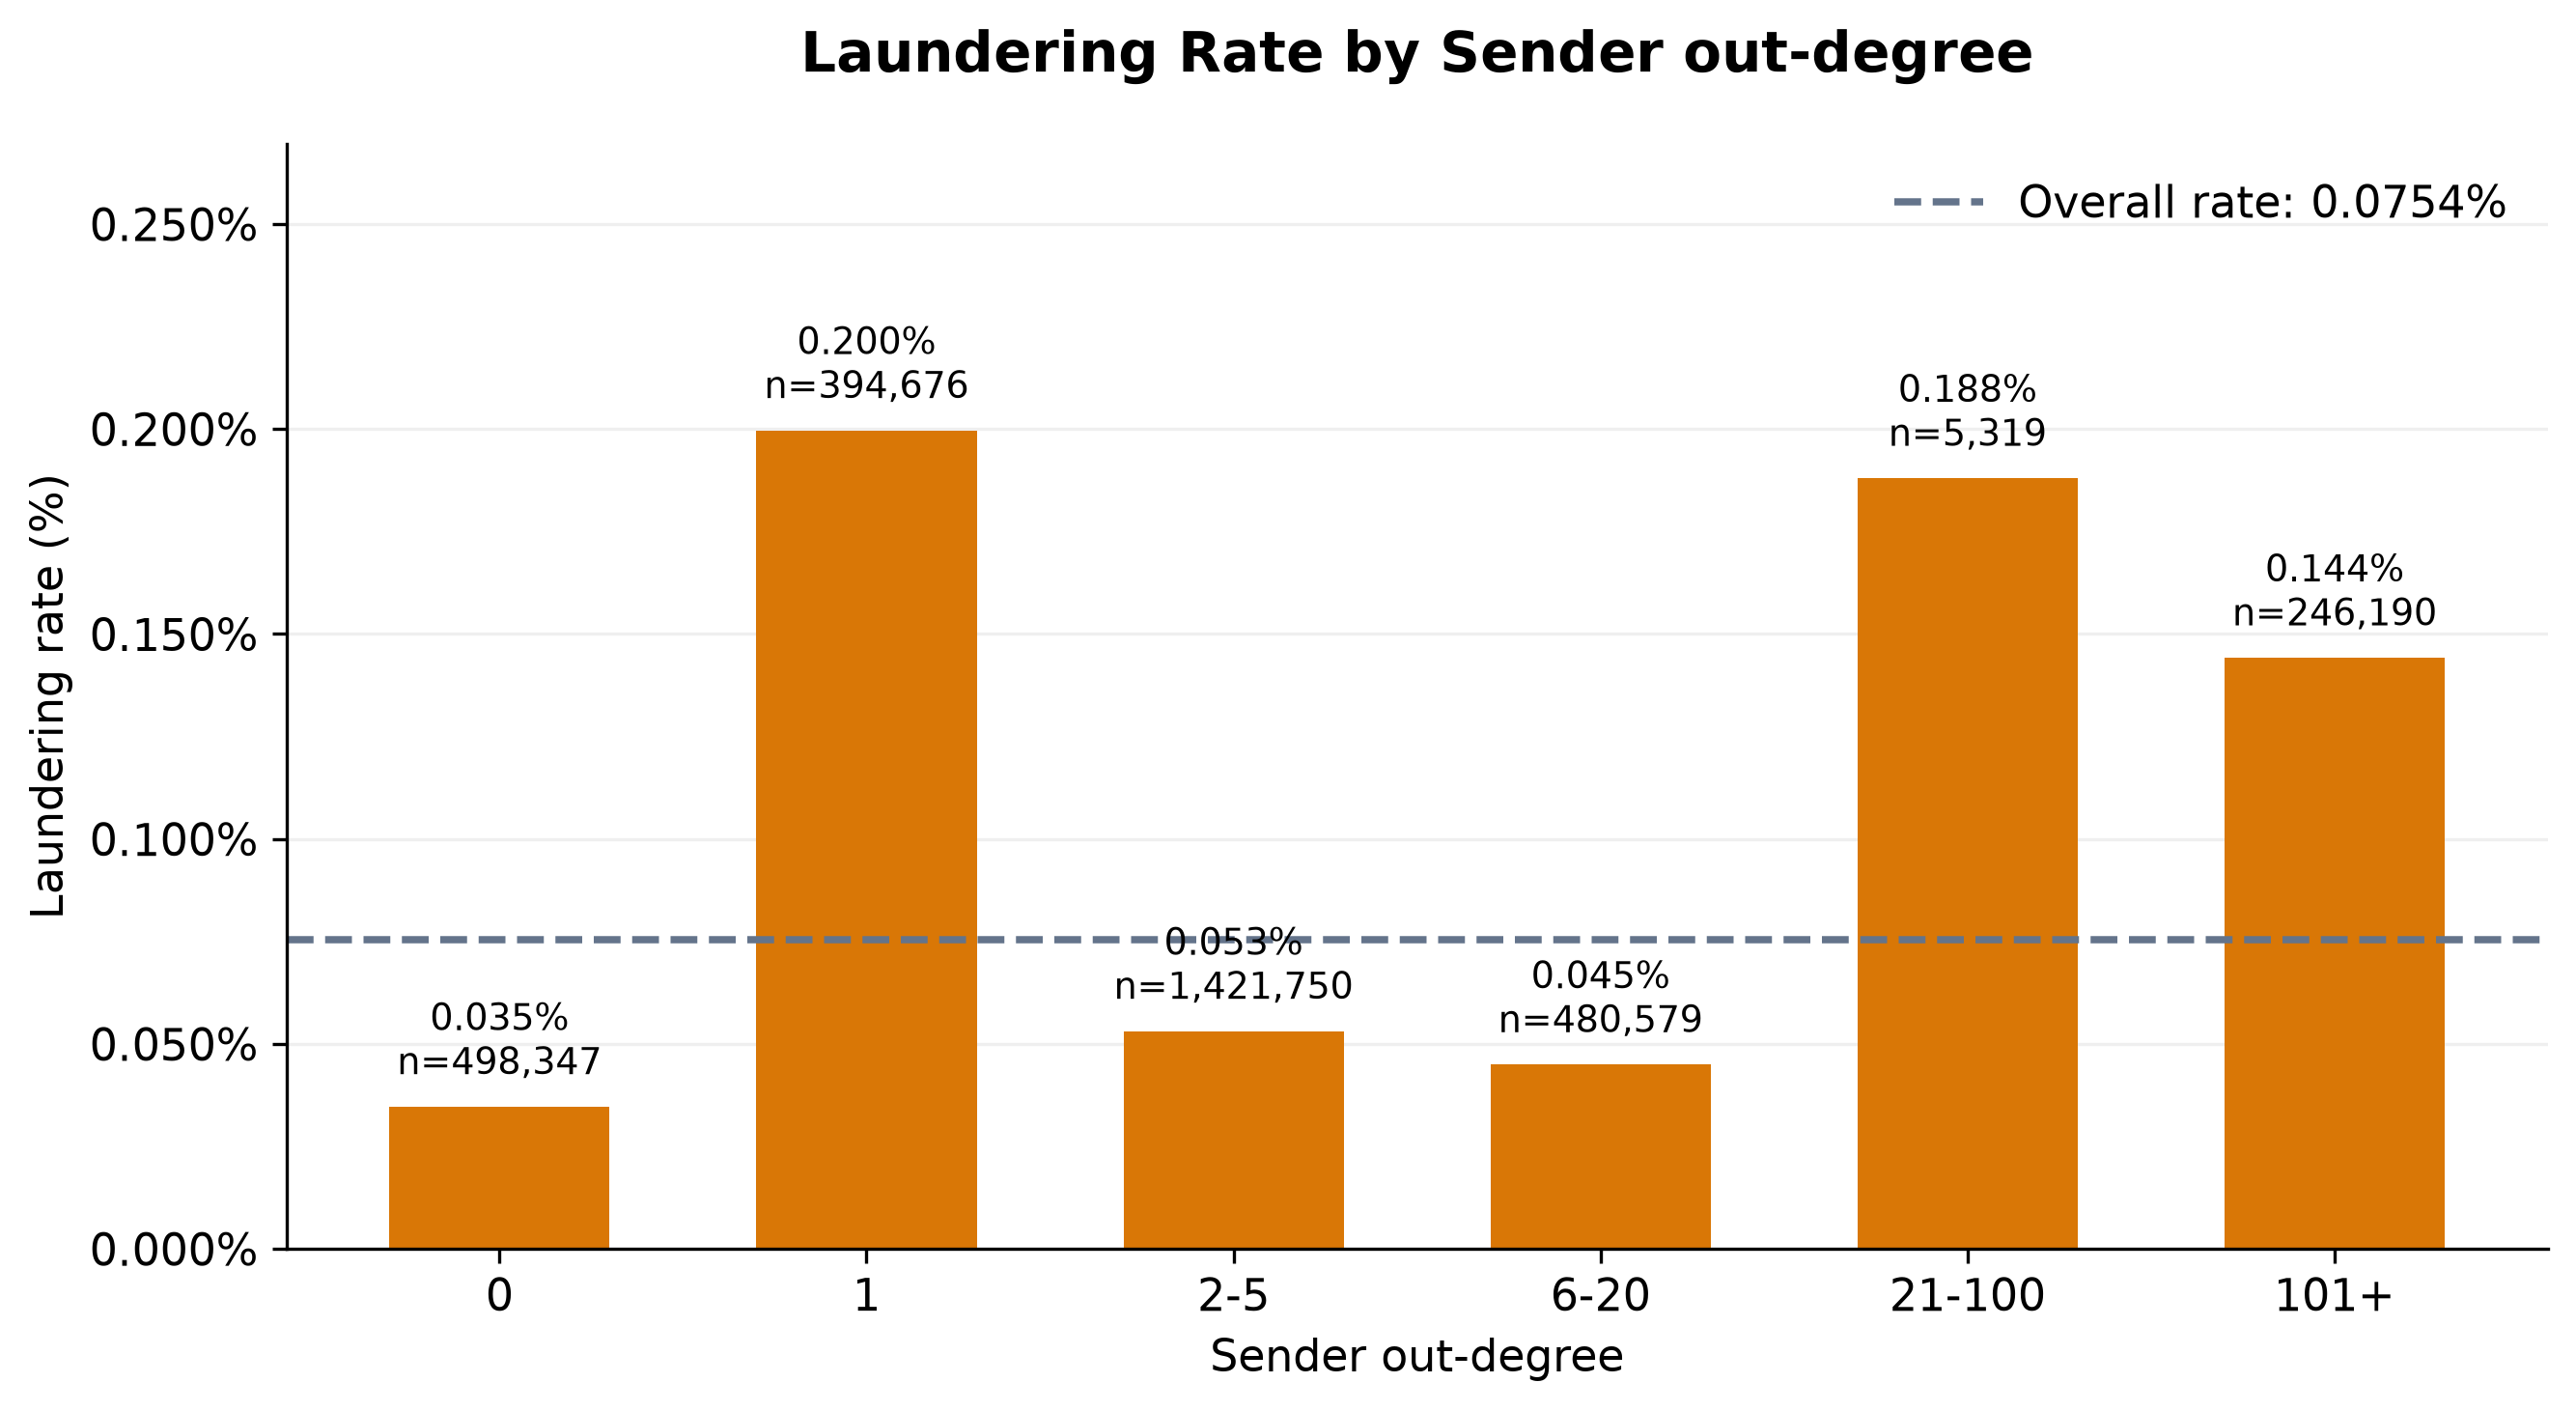 Laundering Rate by Sender out-degree
Overall rate: 0.0754%
Laundering rate (%)
0.250%
0.200%
0.150%
0.100%
0.050%
0.000%
0.035%
n=498,347
0.200%
n=394,676
0.053%
n=1,421,750
0.045%
n=480,579
0.188%
n=5,319
0.144%
n=246,190
0
1
2-5
6-20
21-100
101+
Sender out-degree